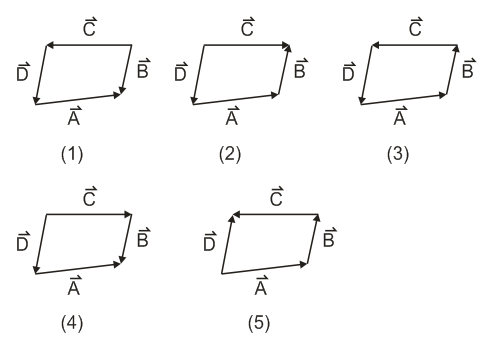 C⃗ C⃗ C⃗
D⃗ B⃗ D⃗ B⃗ D⃗ B⃗
A⃗ A⃗ A⃗
(1) (2) (3)
C⃗ C⃗
D⃗ B⃗ D⃗ B⃗
A⃗ A⃗
(4) (5)